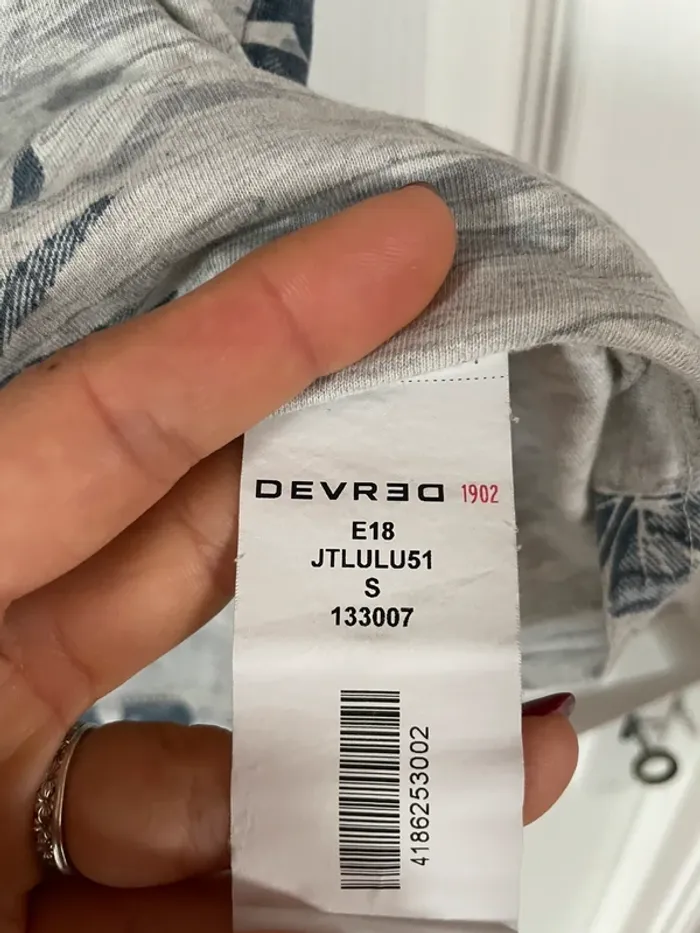 DEVRED 1902
E18
JTLULU51
S
133007
4186253002